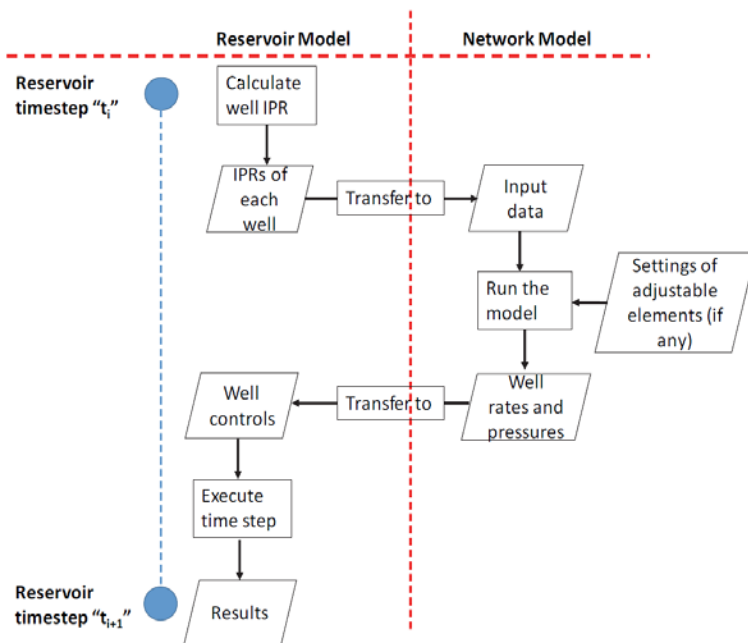 Reservoir Model
Network Model
Reservoir
timestep “tᵢ”
Calculate
well IPR
IPRs of
each
well
Transfer to
Input
data
Run the
model
Settings of
adjustable
elements (if
any)
Well
rates and
pressures
Transfer to
Well
controls
Execute
time step
Reservoir
timestep “tᵢ₊₁”
Results